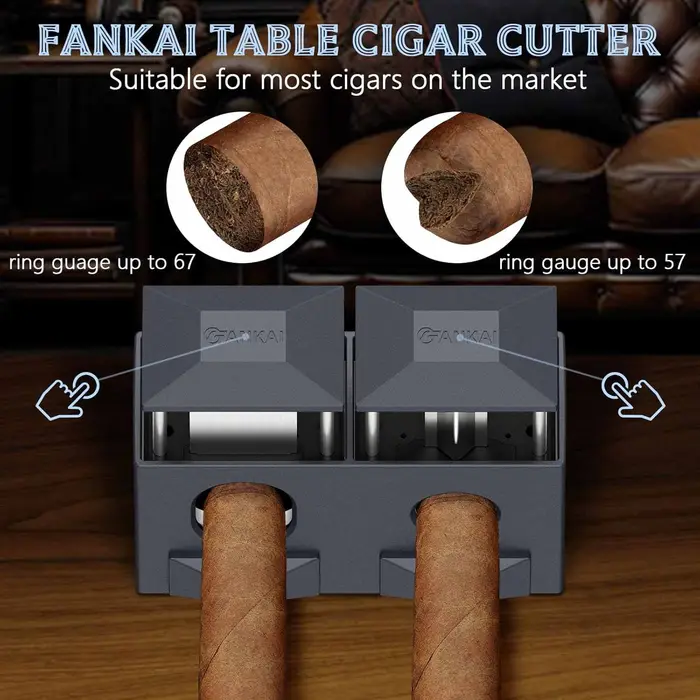 FANKAI TABLE CIGAR CUTTER
Suitable for most cigars on the market
ring guage up to 67
ring gauge up to 57
FANKAI
FANKAI